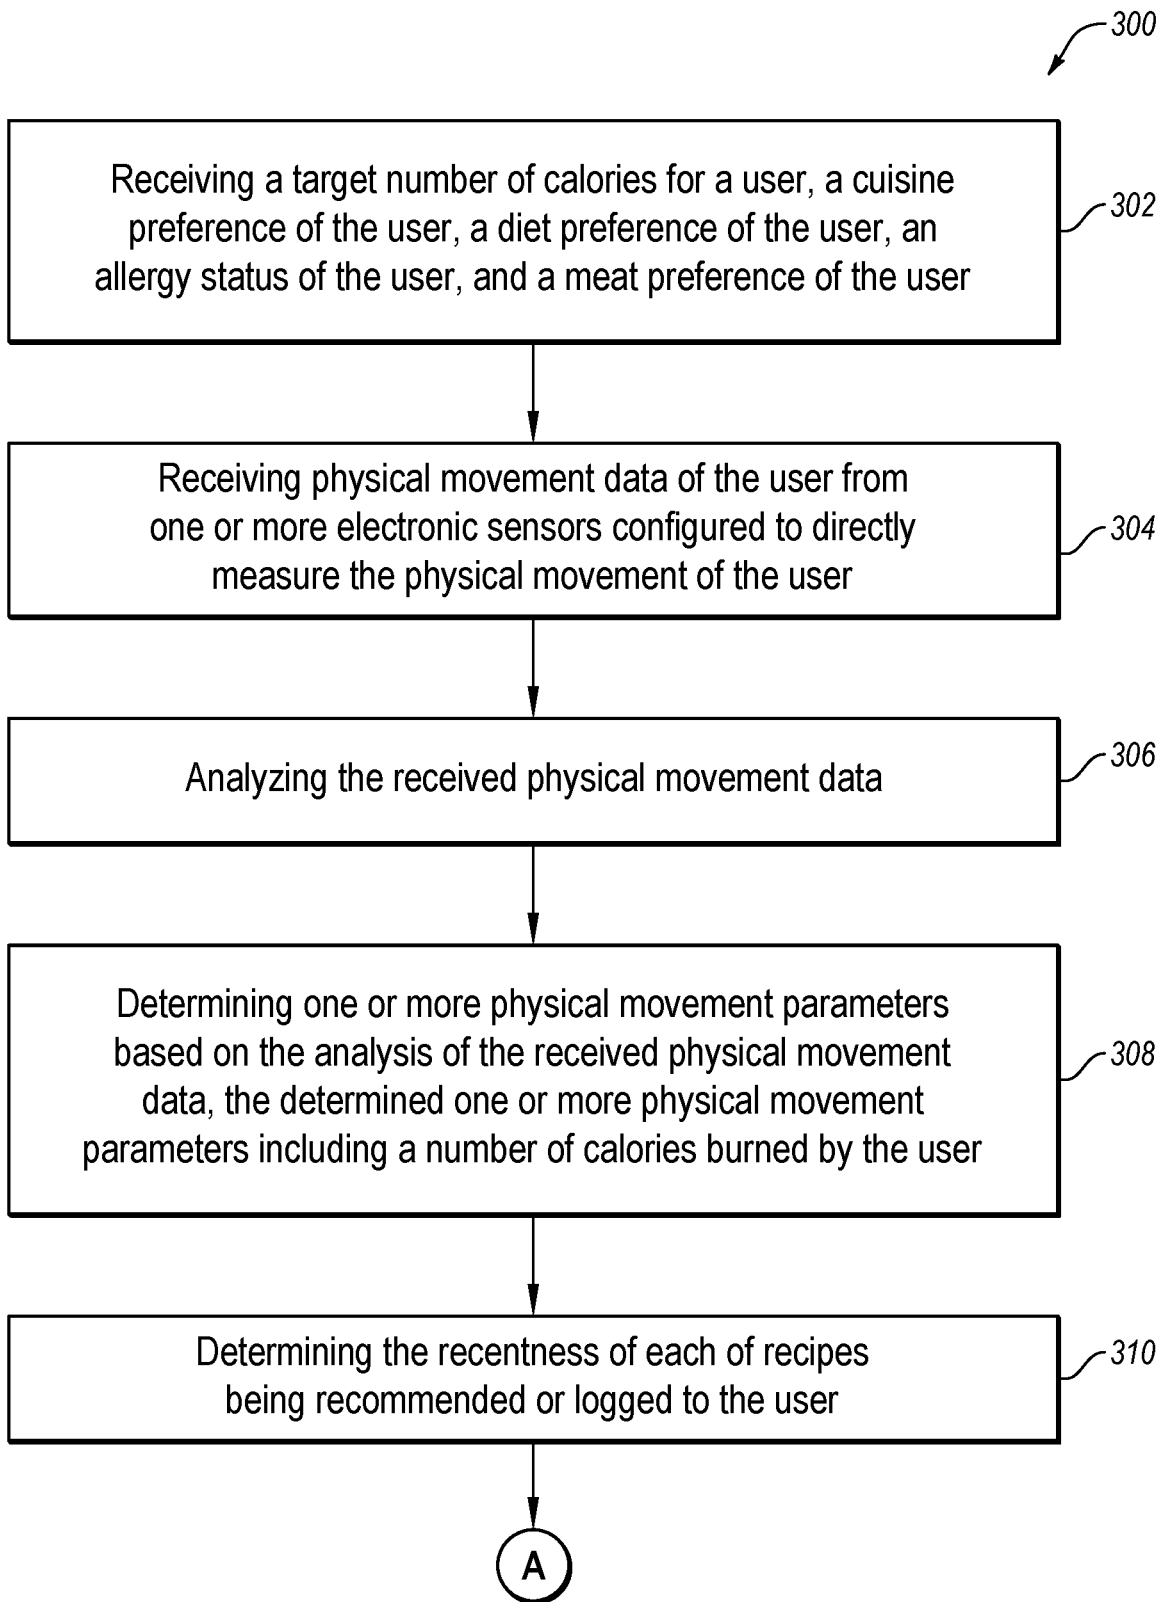 300
Receiving a target number of calories for a user, a cuisine
preference of the user, a diet preference of the user, an
allergy status of the user, and a meat preference of the user
302
Receiving physical movement data of the user from
one or more electronic sensors configured to directly
measure the physical movement of the user
304
Analyzing the received physical movement data
306
Determining one or more physical movement parameters
based on the analysis of the received physical movement
data, the determined one or more physical movement
parameters including a number of calories burned by the user
308
Determining the recentness of each of recipes
being recommended or logged to the user
310
A